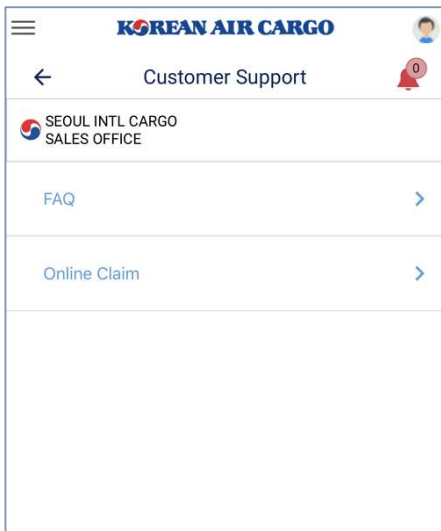 KOREAN AIR CARGO
Customer Support
0
SEOUL INTL CARGO
SALES OFFICE
FAQ
Online Claim